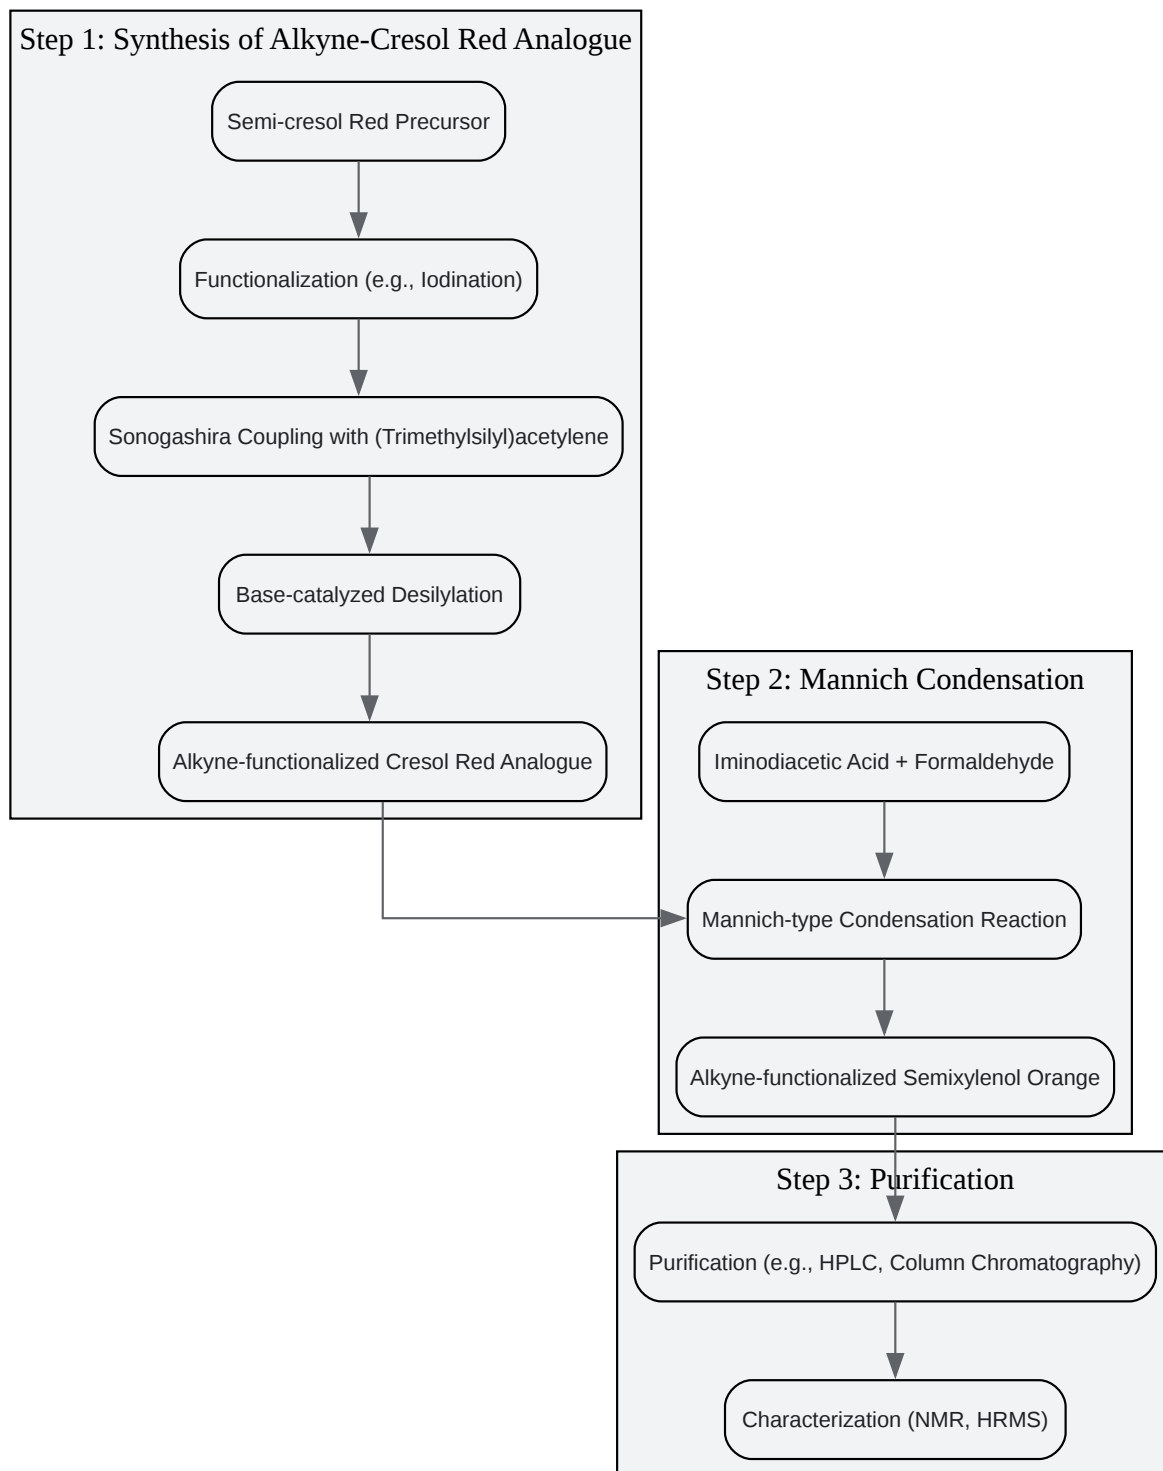 Step 1: Synthesis of Alkyne-Cresol Red Analogue
Semi-cresol Red Precursor
Functionalization (e.g., Iodination)
Sonogashira Coupling with (Trimethylsilyl)acetylene
Base-catalyzed Desilylation
Alkyne-functionalized Cresol Red Analogue
Step 2: Mannich Condensation
Iminodiacetic Acid + Formaldehyde
Mannich-type Condensation Reaction
Alkyne-functionalized Semixylenol Orange
Step 3: Purification
Purification (e.g., HPLC, Column Chromatography)
Characterization (NMR, HRMS)